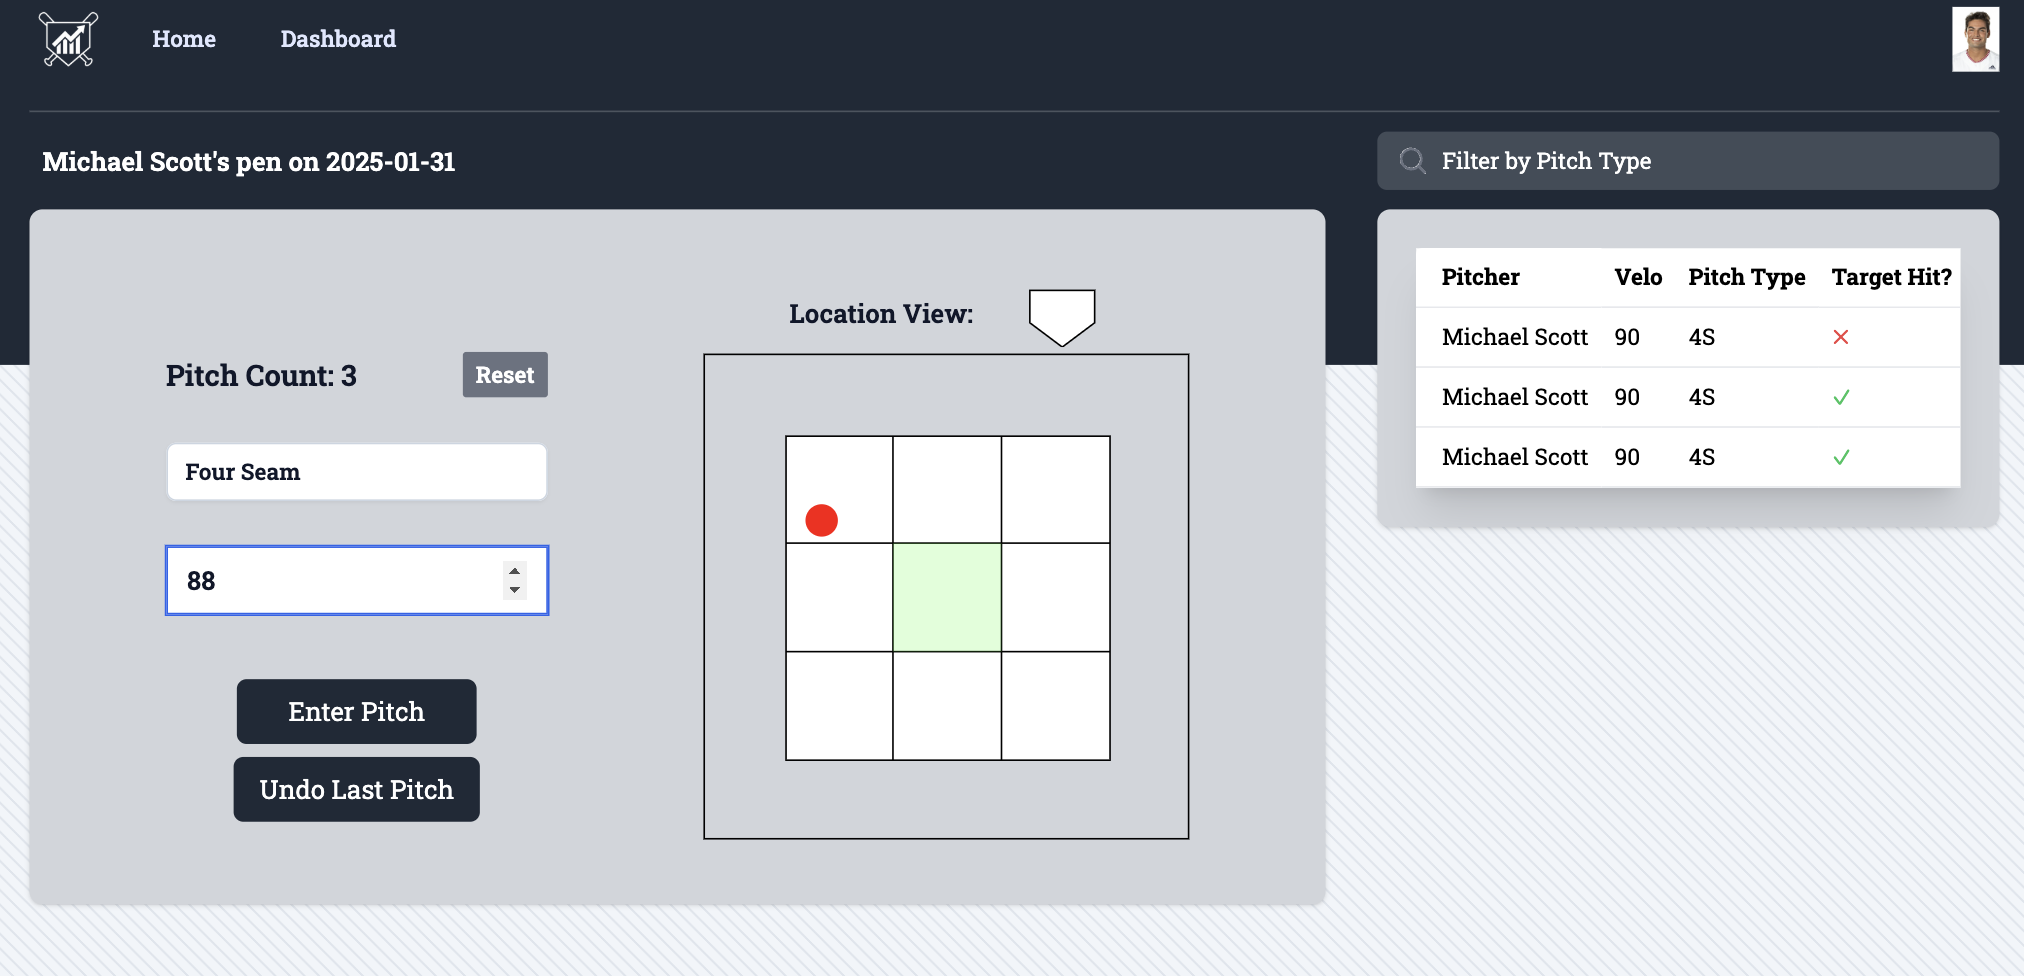 Home Dashboard
Michael Scott's pen on 2025-01-31
Filter by Pitch Type
Location View:
Pitch Count: 3 Reset
Four Seam
88
Enter Pitch
Undo Last Pitch
Pitcher Velo Pitch Type Target Hit?
Michael Scott 90 4S
Michael Scott 90 4S
Michael Scott 90 4S